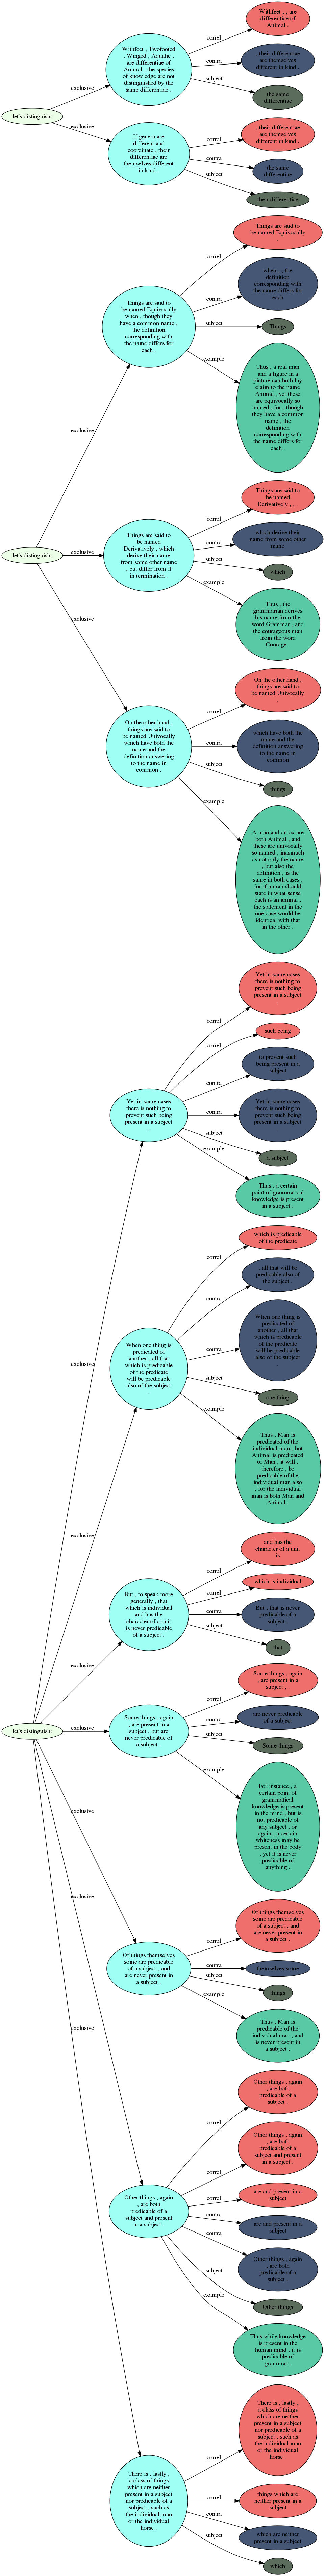 let's distinguish:
exclusive
exclusive
Withfeet , Twofooted
, Winged , Aquatic ,
are differentiae of
Animal , the species
of knowledge are not
distinguished by the
same differentiae .
correl
contra
subject
Withfeet , , are
differentiae of
Animal .
, their differentiae
are themselves
different in kind .
the same
differentiae
If genera are
different and
coordinate , their
differentiae are
themselves different
in kind .
correl
contra
subject
, their differentiae
are themselves
different in kind .
the same
differentiae
their differentiae
let's distinguish:
exclusive
exclusive
exclusive
Things are said to
be named Equivocally
when , though they
have a common name ,
the definition
corresponding with
the name differs for
each .
correl
contra
subject
example
Things are said to
be named Equivocally
.
when , , the
definition
corresponding with
the name differs for
each
Things
Thus , a real man
and a figure in a
picture can both lay
claim to the name
Animal , yet these
are equivocally so
named , for , though
they have a common
name , the
definition
corresponding with
the name differs for
each .
Things are said to
be named
Derivatively , which
derive their name
from some other name
, but differ from it
in termination .
correl
contra
subject
example
Things are said to
be named
Derivatively , .
which derive their
name from some other
name
which
Thus , the
grammarian derives
his name from the
word Grammar , and
the courageous man
from the word
Courage .
On the other hand ,
things are said to
be named Univocally
which have both the
name and the
definition answering
to the name in
common .
correl
contra
subject
example
On the other hand ,
things are said to
be named Univocally
.
which have both the
name and the
definition answering
to the name in
common
things
A man and an ox are
both Animal , and
these are univocally
so named , inasmuch
as not only the name
, but also the
definition , is the
same in both cases ,
for if a man should
state in what sense
each is an animal ,
the statement in the
one case would be
identical with that
in the other .
let's distinguish:
exclusive
exclusive
exclusive
exclusive
exclusive
exclusive
exclusive
Yet in some cases
there is nothing to
prevent such being
present in a subject
.
correl
correl
contra
contra
subject
example
Yet in some cases
there is nothing to
prevent such being
present in a subject
.
such being
to prevent such
being present in a
subject
Yet in some cases
there is nothing to
prevent such being
present in a subject
.
a subject
Thus , a certain
point of grammatical
knowledge is present
in a subject .
When one thing is
predicated of
another , all that
which is predicable
of the predicate
will be predicable
also of the subject
.
correl
contra
contra
subject
example
which is predicable
of the predicate
, all that will be
predicable also of
the subject .
When one thing is
predicated of
another , all that
which is predicable
of the predicate
will be predicable
also of the subject
.
one thing
Thus , Man is
predicated of the
individual man , but
Animal is predicated
of Man , it will ,
therefore , be
predicable of the
individual man also
, for the individual
man is both Man and
Animal .
But , to speak more
generally , that
which is individual
and has the
character of a unit
is never predicable
of a subject .
correl
correl
contra
subject
and has the
character of a unit
is
which is individual
But , that is never
predicable of a
subject .
that
Some things , again
, are present in a
subject , but are
never predicable of
a subject .
correl
contra
subject
example
Some things , again
, are present in a
subject , .
are never predicable
of a subject
Some things
For instance , a
certain point of
grammatical
knowledge is present
in the mind , but is
not predicable of
any subject , or
again , a certain
whiteness may be
present in the body
, yet it is never
predicable of
anything .
Of things themselves
some are predicable
of a subject , and
are never present in
a subject .
correl
contra
subject
example
Of things themselves
some are predicable
of a subject , and
are never present in
a subject .
themselves some
things
Thus , Man is
predicable of the
individual man , and
is never present in
a subject .
Other things , again
, are both
predicable of a
subject and present
in a subject .
correl
correl
correl
contra
contra
subject
example
Other things , again
, are both
predicable of a
subject .
Other things , again
, are both
predicable of a
subject and present
in a subject .
are and present in a
subject
are and present in a
subject
Other things , again
, are both
predicable of a
subject .
Other things
Thus while knowledge
is present in the
human mind , it is
predicable of
grammar .
There is , lastly ,
a class of things
which are neither
present in a subject
nor predicable of a
subject , such as
the individual man
or the individual
horse .
correl
correl
contra
subject
There is , lastly ,
a class of things
which are neither
present in a subject
nor predicable of a
subject , such as
the individual man
or the individual
horse .
things which are
neither present in a
subject
which are neither
present in a subject
which